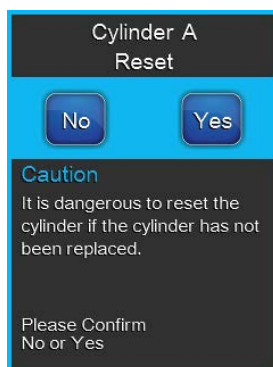 Cylinder A
Reset
No
Yes
Caution
It is dangerous to reset the
cylinder if the cylinder has not
been replaced.
Please Confirm
No or Yes